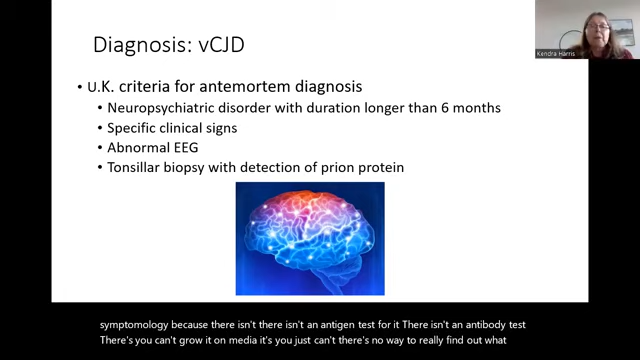 Diagnosis: vCJD
• U.K. criteria for antemortem diagnosis
• Neuropsychiatric disorder with duration longer than 6 months
• Specific clinical signs
• Abnormal EEG
• Tonsillar biopsy with detection of prion protein
Kendra Harris
symptomology because there isn't there isn't an antigen test for it There isn't an antibody test
There's you can't grow it on media it's you just can't there's no way to really find out what